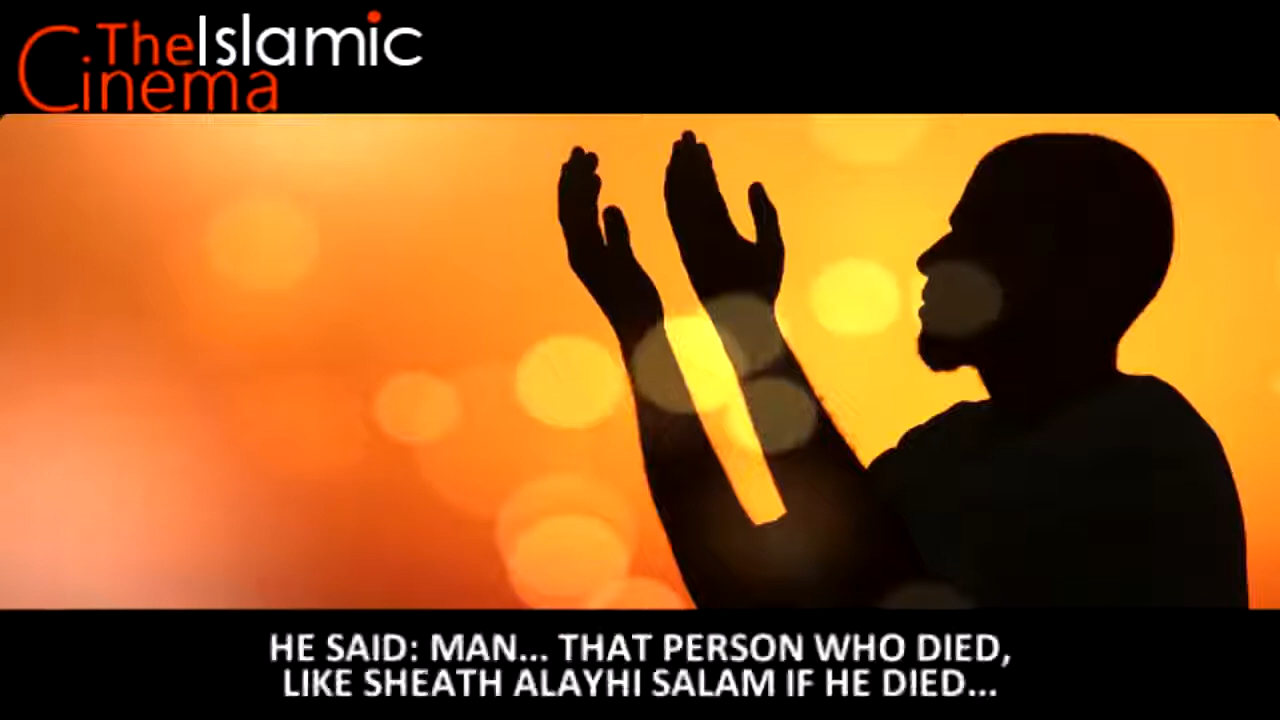 TheIslamic
Cinema
HE SAID: MAN... THAT PERSON WHO DIED,
LIKE SHEATH ALAYHI SALAM IF HE DIED...